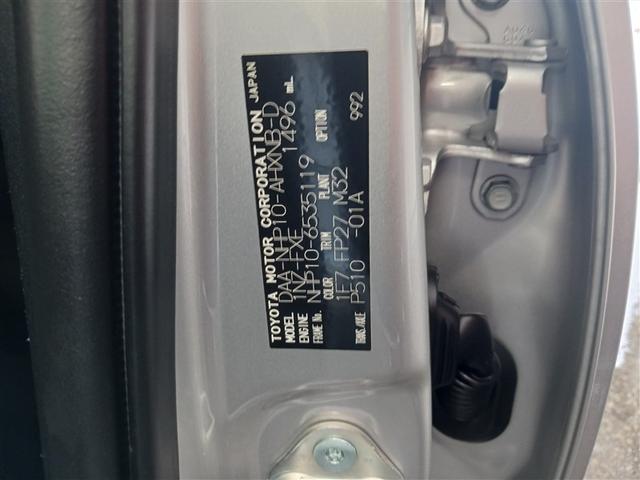 TOYOTA MOTOR CORPORATION JAPAN
MODEL DAA-NHP10-AHXNB-D
ENGINE 1NZ-FXE 1496 mL
FRAME No. NHP10-6535119
COLOR TRIM PLANT OPTION
1F7 FP27 M32 992
TRANS/AXLE P510 -01A